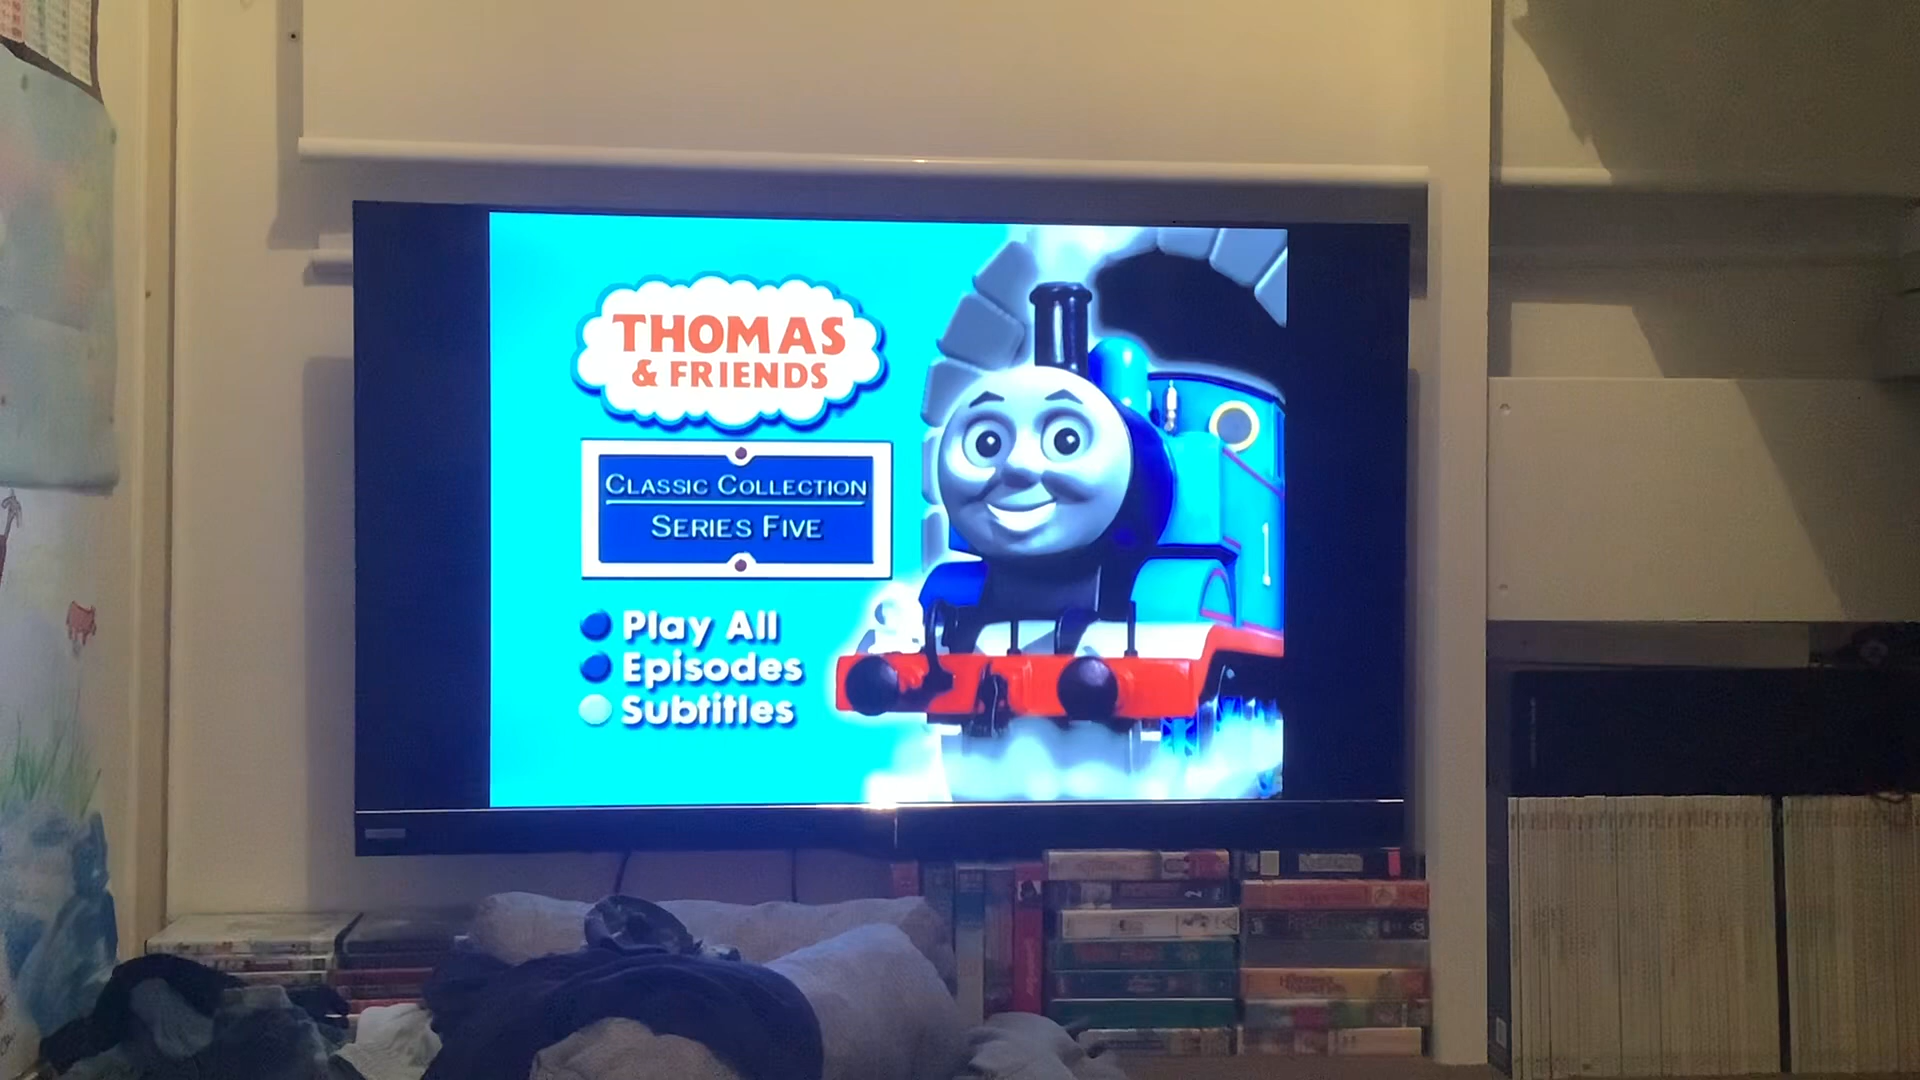 THOMAS
& FRIENDS
CLASSIC COLLECTION
SERIES FIVE
Play All
Episodes
Subtitles